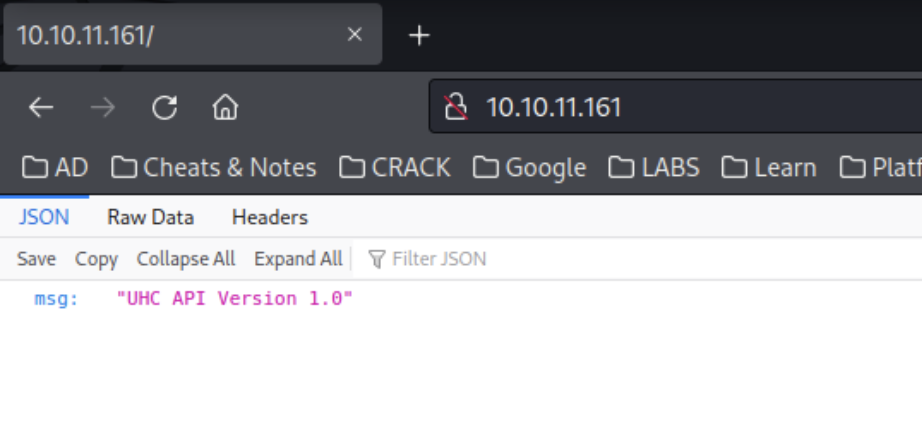 10.10.11.161/
10.10.11.161
AD Cheats & Notes CRACK Google LABS Learn
JSON Raw Data Headers
Save Copy Collapse All Expand All Filter JSON
msg: "UHC API Version 1.0"